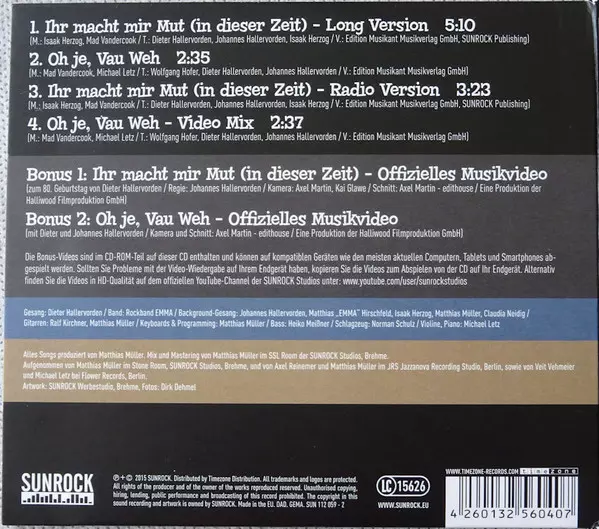 1. Ihr macht mir Mut (in dieser Zeit) - Long Version 5:10
(M.: Isaak Herzog, Mad Vandercook / T.: Dieter Hallervorden, Johannes Hallervorden, Isaak Herzog / V.: Edition Musikant Musikverlag GmbH, SUNROCK Publishing)
2. Oh je, Vau Weh 2:35
(M.: Mad Vandercook, Michael Letz / T.: Wolfgang Hofer, Dieter Hallervorden, Johannes Hallervorden / V.: Edition Musikant Musikverlag GmbH)
3. Ihr macht mir Mut (in dieser Zeit) - Radio Version 3:23
(M.; Isaak Herzog, Mad Vandercook / T.: Dieter Hallervorden, Johannes Hallervorden, Isaak Herzog / V.: Edition Musikant Musikverlag GmbH, SUNROCK Publishing)
4. Oh je, Vau Weh - Video Mix 2:37
(M.: Mad Vandercook, Michael Letz / T.: Wolfgang Hofer, Dieter Hallervorden, Johannes Hallervorden / V.: Edition Musikant Musikverlag GmbH)
Bonus 1: Ihr macht mir Mut (in dieser Zeit) - Offizielles Musikvideo
(zum 80. Geburtstag von Dieter Hallervorden / Regie: Johannes Hallervorden / Kamera: Axel Martin, Kai Glawe / Schnitt: Axel Martin - edithouse / Eine Produktion der
Halliwood Filmproduktion GmbH)
Bonus 2: Oh je, Vau Weh - Offizielles Musikvideo
(mit Dieter und Johannes Hallervorden / Kamera und Schnitt: Axel Martin - edithouse / Eine Produktion der Halliwood Filmproduktion GmbH)
Die Bonus-Videos sind im CD-ROM-Teil auf dieser CD enthalten und können auf kompatiblen Geräten wie den meisten aktuellen Computern, Tablets und Smartphones ab-
gespielt werden. Sollten Sie Probleme mit der Video-Wiedergabe auf Ihrem Endgerät haben, kopieren Sie die Videos zum Abspielen von der CD auf Ihr Endgerät. Alternativ
finden Sie die Videos in HD-Qualität auf dem offiziellen YouTube-Channel der SUNROCK Studios unter: www.youtube.com/user/sunrockstudios
Gesang: Dieter Hallervorden / Band: Rockband EMMA / Background-Gesang: Johannes Hallervorden, Matthias „EMMA" Hirschfeld, Isaak Herzog, Matthias Müller, Claudia Neidig /
Gitarren: Ralf Kirchner, Matthias Müller / Keyboards & Programming: Matthias Müller / Bass: Heiko Meißner / Schlagzeug: Norman Schulz / Violine, Piano: Michael Letz
Alles Songs produziert von Matthias Müller. Mix und Mastering von Matthias Müller im SSL Room der SUNROCK Studios, Brehme.
Aufgenommen von Matthias Müller im Stone Room, SUNROCK Studios, Brehme, und von Axel Reinemer und Matthias Müller im JRS Jazzanova Recording Studio, Berlin, sowie von Veit Vehmeier
und Michael Letz bei Flower Records, Berlin.
Artwork: SUNROCK Werbestudio, Brehme, Fotos: Dirk Dehmel
SUNROCK
℗ + © 2015 SUNROCK. Distributed by Timezone Distribution. All trademarks and logos are protected.
All rights of the producer and of the owner of the works reproduced reserved. Unauthorised copying,
hiring, lending, public performance and broadcasting of this record prohibited. The copyright in this
sound recording and artwork is owned by SUNROCK. Made in EU. DAD, GEMA. SUN 112 059 - 2
LC 15626
WWW.SUNROCK.EU
WWW.TIMEZONE-RECORDS.COM timezone
4 260132 560407